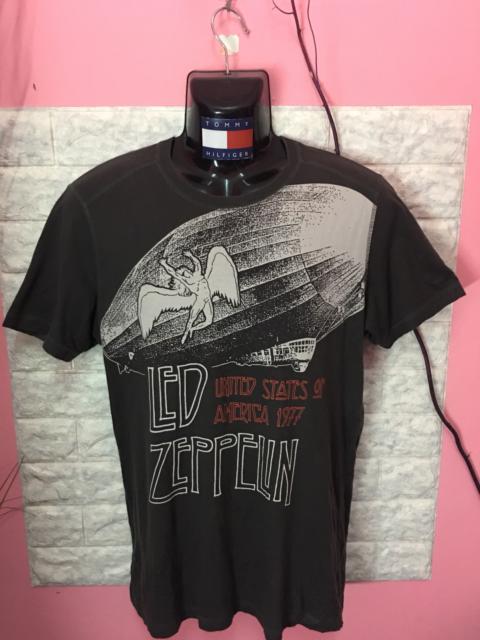 TOMMY
HILFIGER
LED
UNITED STATES OF
AMERICA 1977
ZEPPELIN